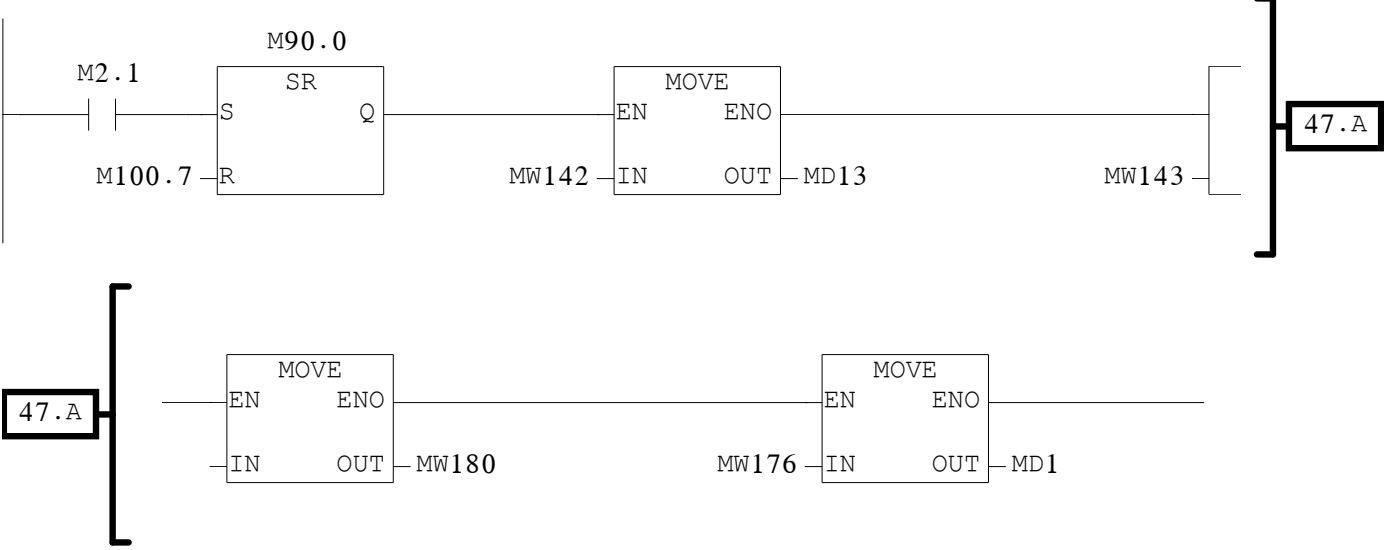 M90.0
M2.1
SR
MOVE
S Q
EN ENO
47.A
M100.7 R
MW142 IN OUT MD13
MW143
MOVE
MOVE
47.A
EN ENO
EN ENO
IN OUT MW180
MW176 IN OUT MD1